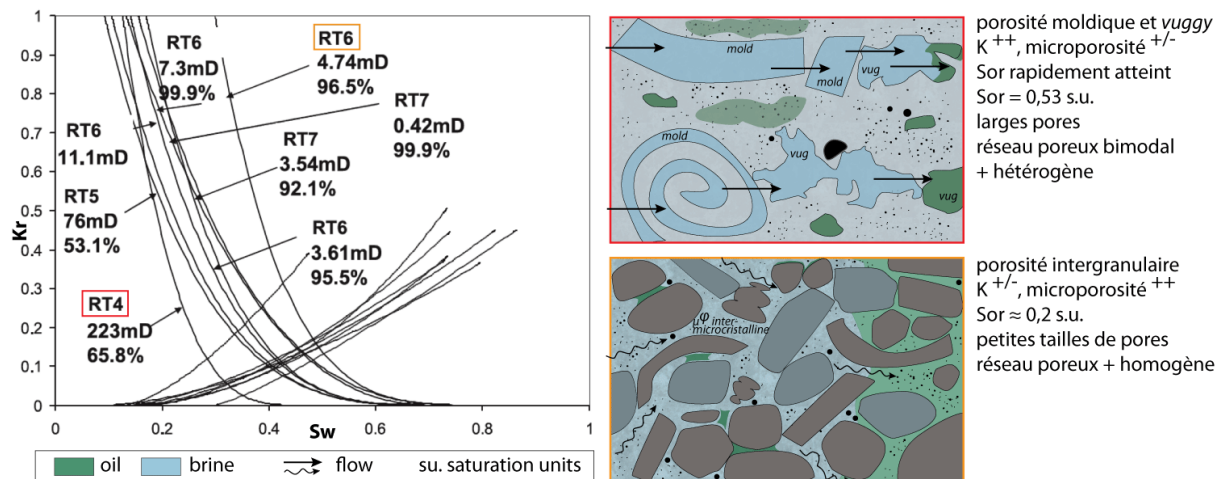 1
0.9
0.8
0.7
0.6
0.5
0.4
0.3
0.2
0.1
0
Kr
0
0.2
0.4
0.6
0.8
1
Sw
RT6
7.3mD
99.9%
RT6
4.74mD
96.5%
RT7
0.42mD
99.9%
RT6
11.1mD
RT7
3.54mD
92.1%
RT5
76mD
53.1%
RT6
3.61mD
95.5%
RT4
223mD
65.8%
oil
brine
flow
su. saturation units
mold
mold
vug
mold
vug
vug
porosité moldique et vuggy
K ++, microporosité +/-
Sor rapidement atteint
Sor = 0,53 s.u.
larges pores
réseau poreux bimodal
+ hétérogène
μφ inter-
microcristalline
porosité intergranulaire
K +/-, microporosité ++
Sor ≈ 0,2 s.u.
petites tailles de pores
réseau poreux + homogène